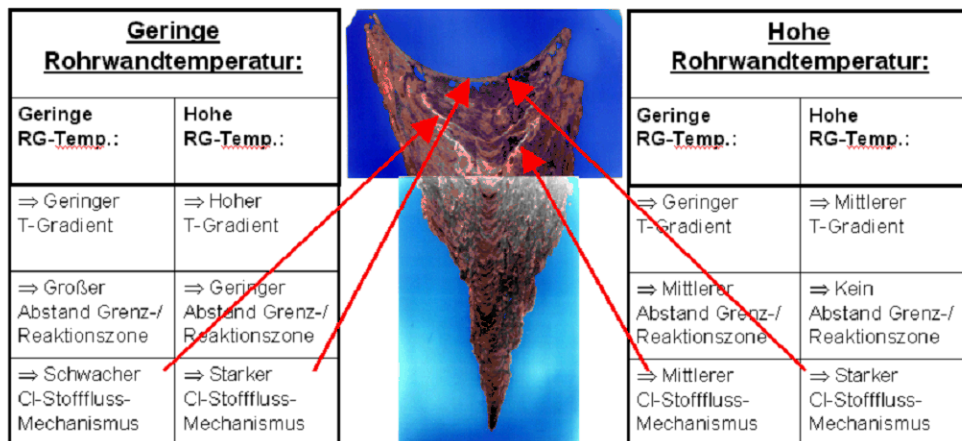 Geringe
Rohrwandtemperatur:
Geringe
RG-Temp.:
Hohe
RG-Temp.:
⇒ Geringer
T-Gradient
⇒ Hoher
T-Gradient
⇒ Großer
Abstand Grenz-/
Reaktionszone
⇒ Geringer
Abstand Grenz-/
Reaktionszone
⇒ Schwacher
Cl-Stofffluss-
Mechanismus
⇒ Starker
Cl-Stofffluss-
Mechanismus
Hohe
Rohrwandtemperatur:
Geringe
RG-Temp.:
Hohe
RG-Temp.:
⇒ Geringer
T-Gradient
⇒ Mittlerer
T-Gradient
⇒ Mittlerer
Abstand Grenz-/
Reaktionszone
⇒ Kein
Abstand Grenz-/
Reaktionszone
⇒ Mittlerer
Cl-Stofffluss-
Mechanismus
⇒ Starker
Cl-Stofffluss-
Mechanismus